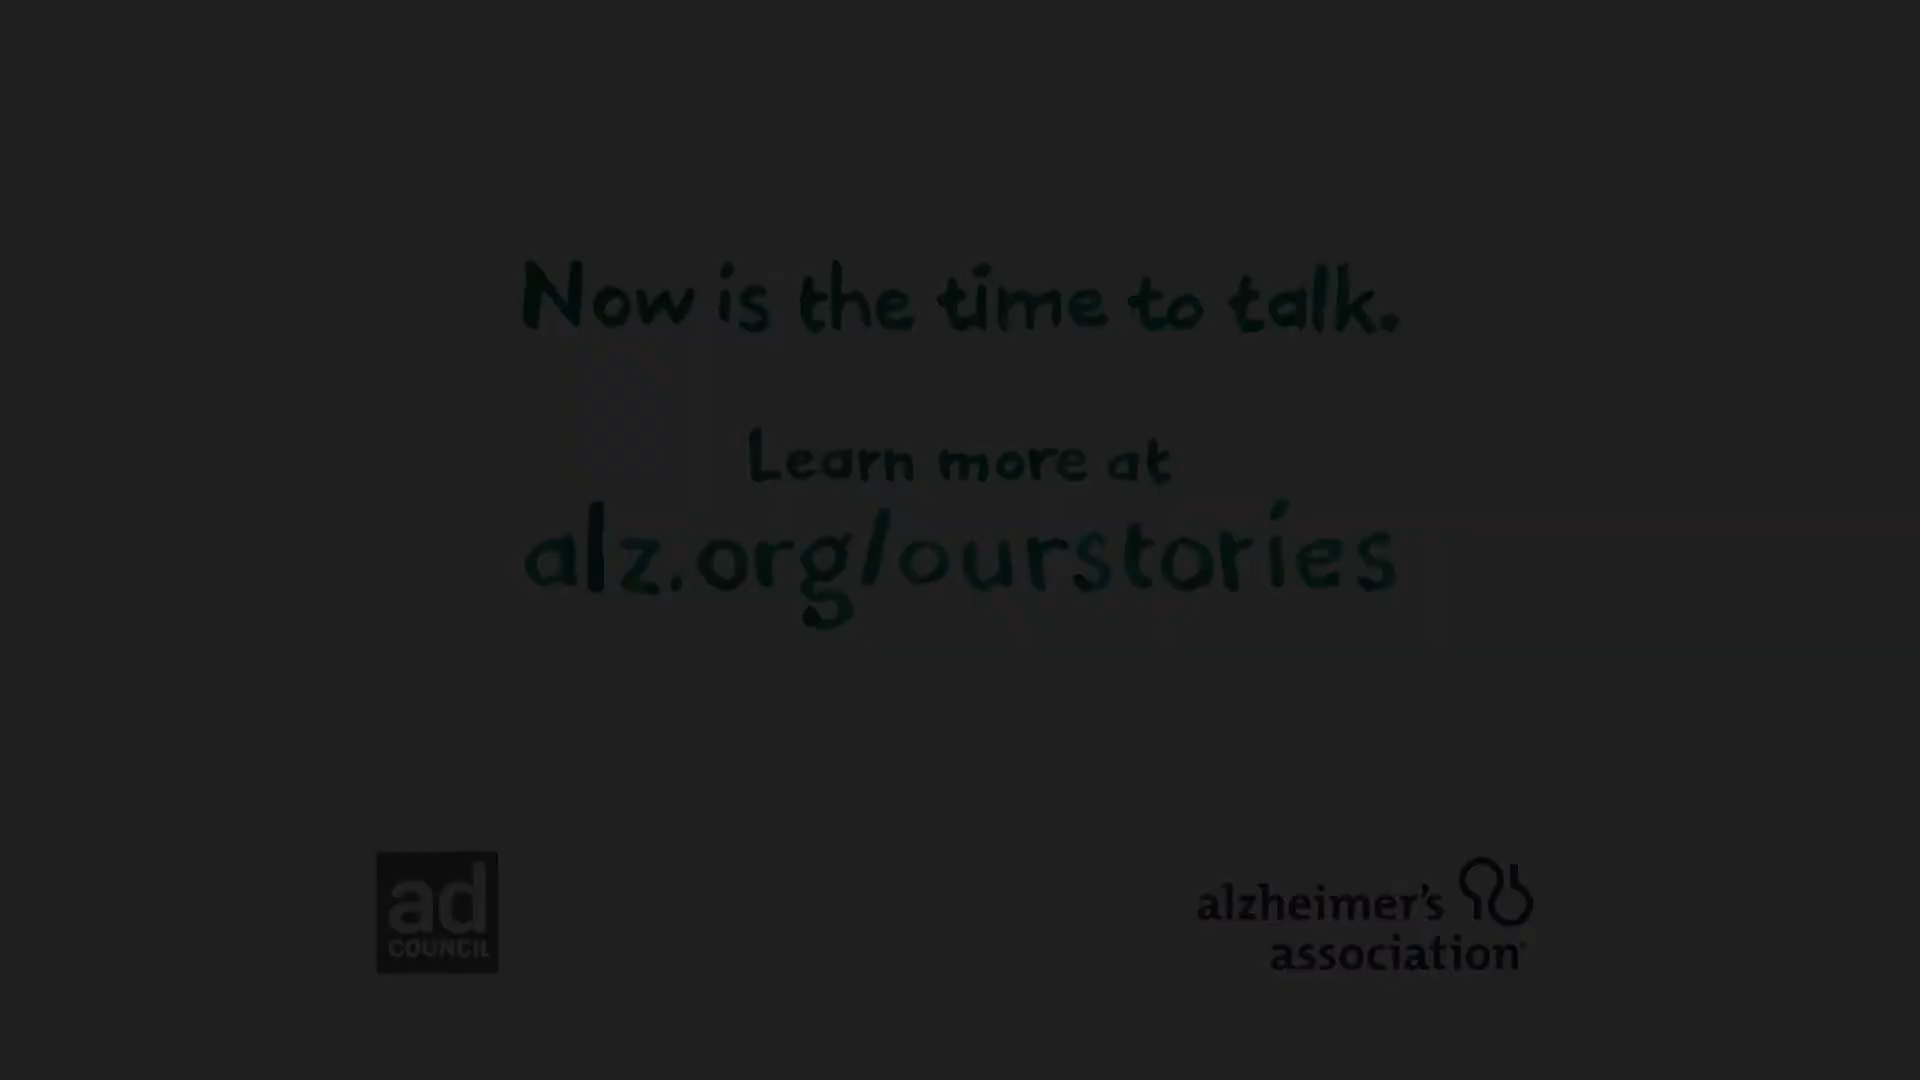 Now is the time to talk.
Learn more at
alz.org/ourstories
ad
COUNCIL
alzheimer's
association®